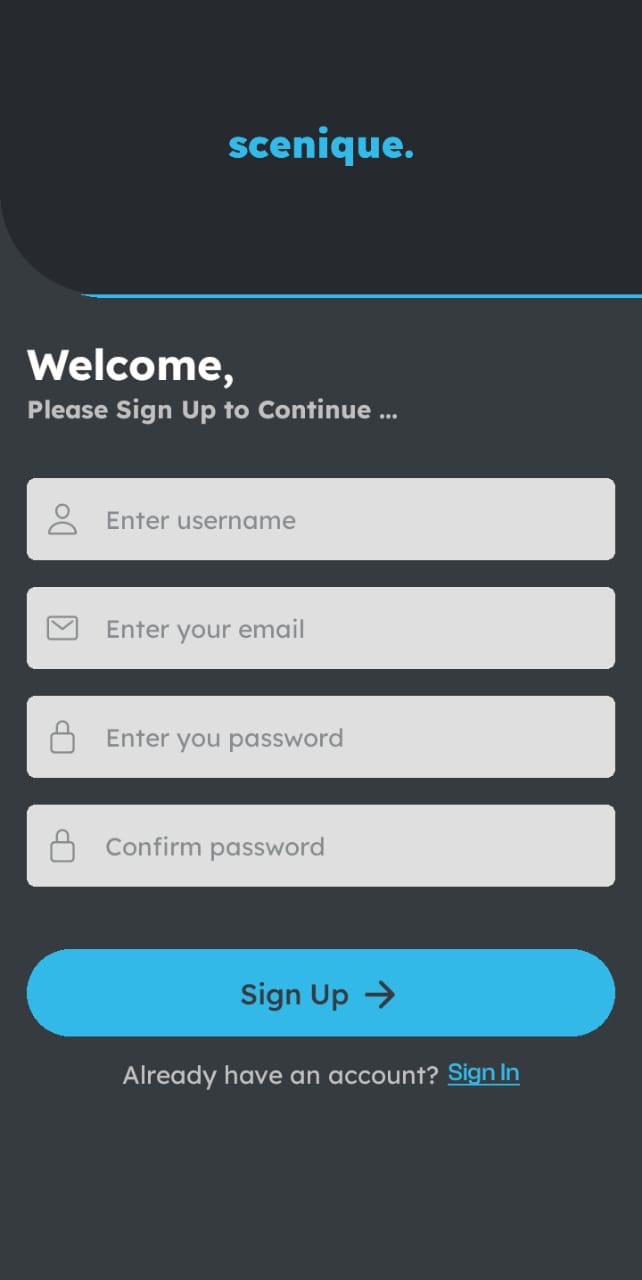 scenique.
Welcome,
Please Sign Up to Continue ...
Enter username
Enter your email
Enter you password
Confirm password
Sign Up →
Already have an account? Sign In